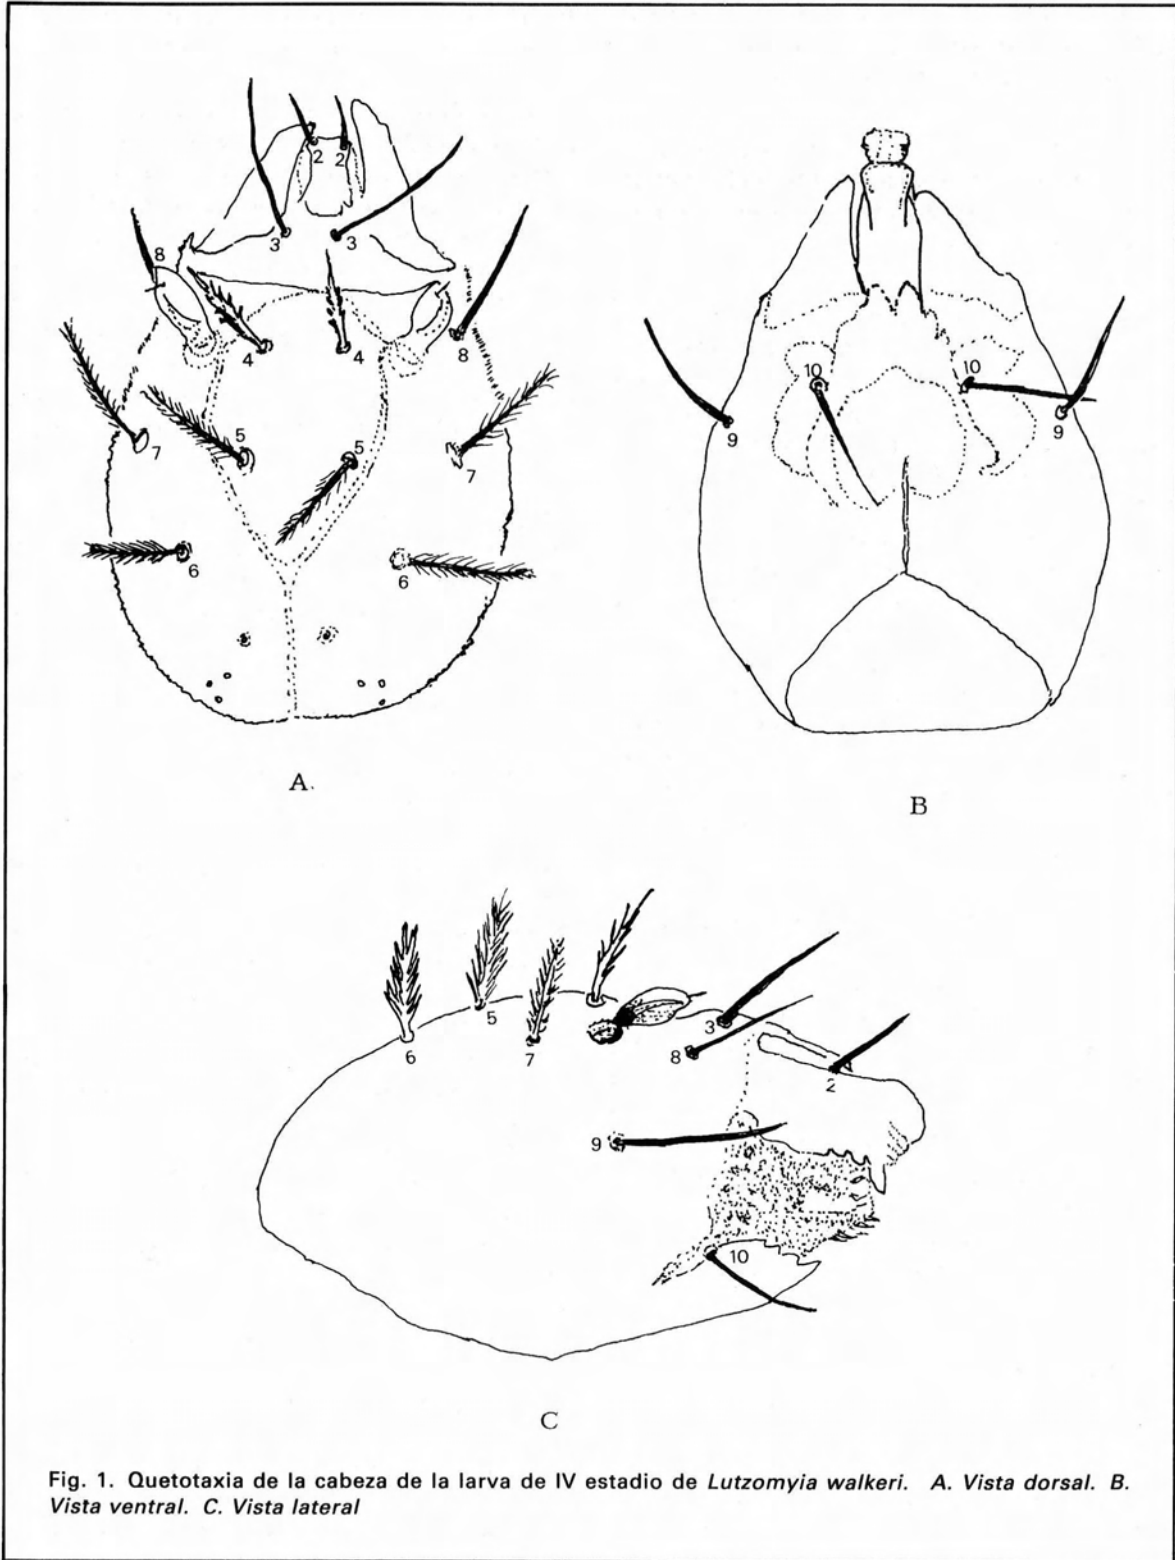 2 2
3 3
8
4 4 8
5 5
7 7
6 6
A.
10 10
9 9
B
5
6 7
3
8
2
9
10
C
Fig. 1. Quetotaxia de la cabeza de la larva de IV estadio de Lutzomyia walkeri. A. Vista dorsal. B.
Vista ventral. C. Vista lateral